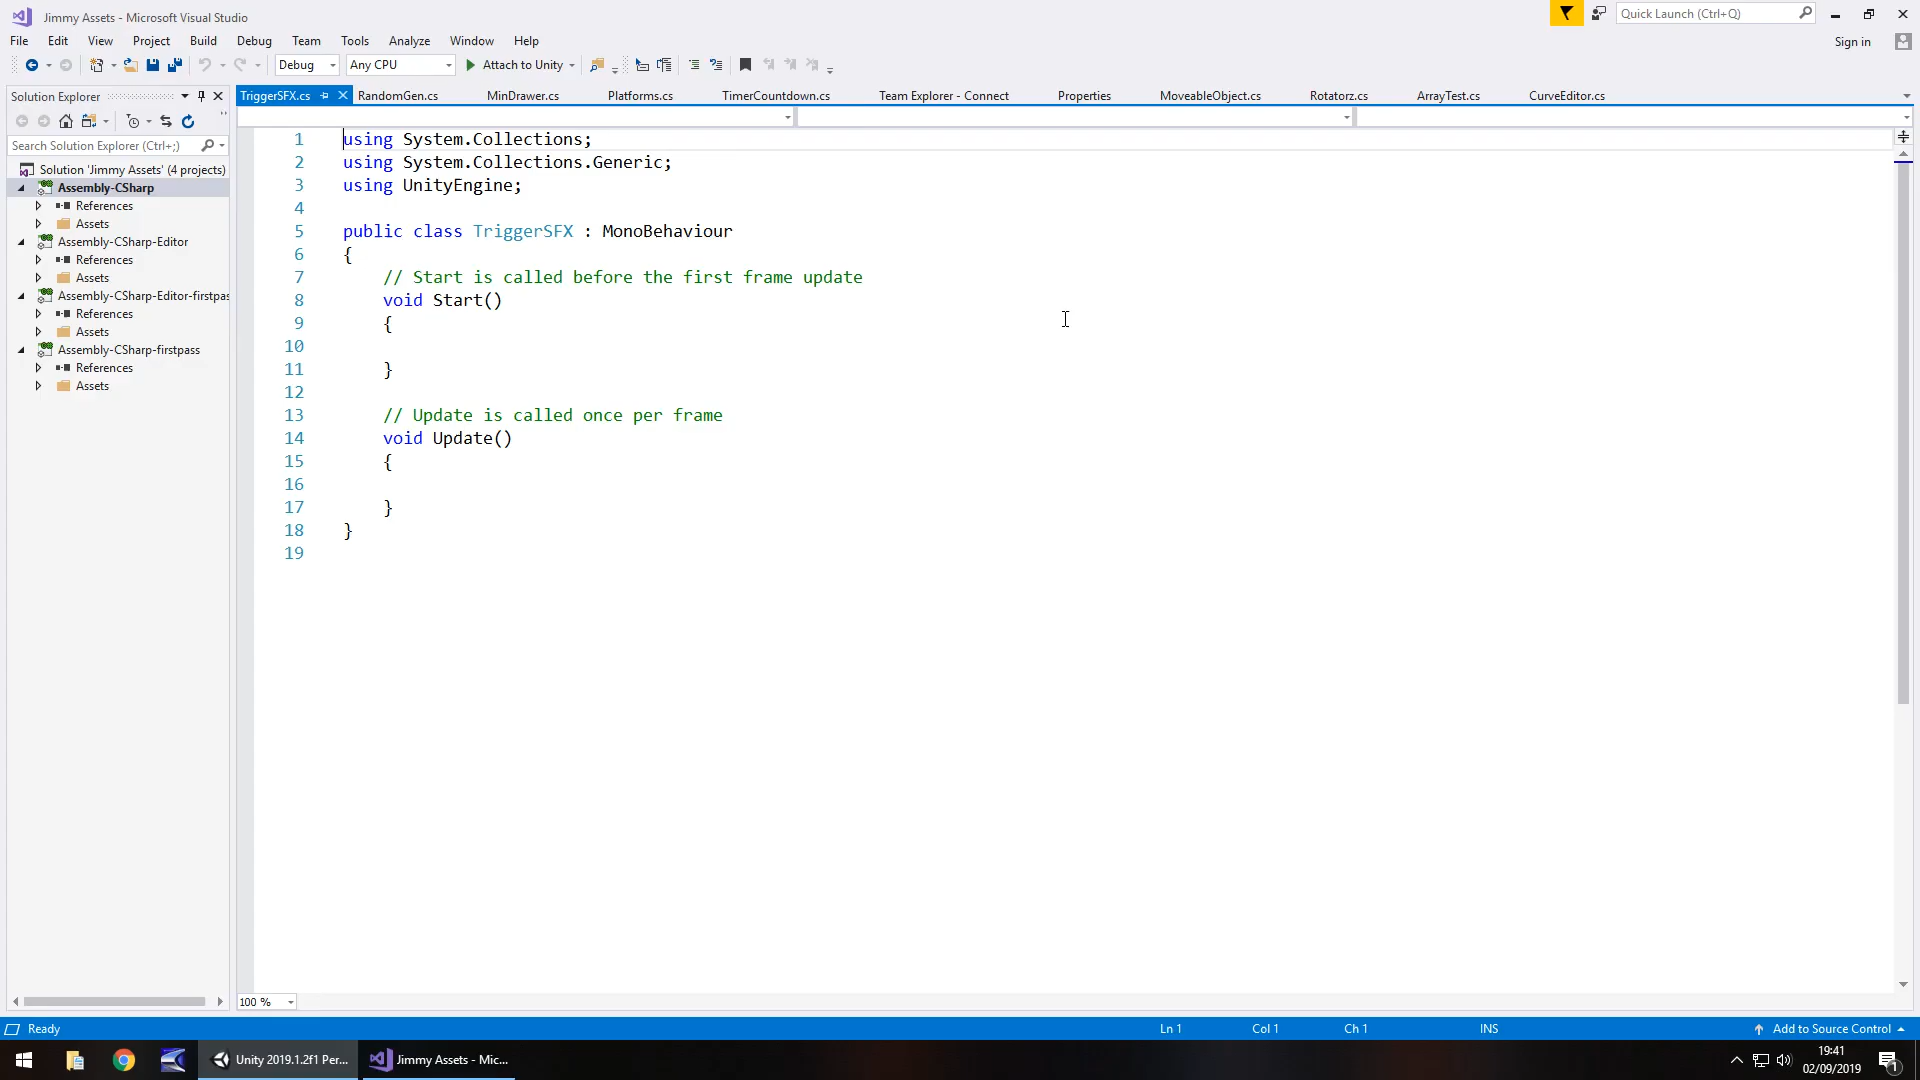 Jimmy Assets - Microsoft Visual Studio
Quick Launch (Ctrl+Q)
File Edit View Project Build Debug Team Tools Analyze Window Help
Sign in
Debug Any CPU Attach to Unity
Solution Explorer
TriggerSFX.cs RandomGen.cs MinDrawer.cs Platforms.cs TimerCountdown.cs Team Explorer - Connect Properties MoveableObject.cs Rotatorz.cs ArrayTest.cs CurveEditor.cs
Search Solution Explorer (Ctrl+;)
Solution 'Jimmy Assets' (4 projects)
Assembly-CSharp
References
Assets
Assembly-CSharp-Editor
References
Assets
Assembly-CSharp-Editor-firstpas
References
Assets
Assembly-CSharp-firstpass
References
Assets
1 using System.Collections;
2 using System.Collections.Generic;
3 using UnityEngine;
4
5 public class TriggerSFX : MonoBehaviour
6 {
7 // Start is called before the first frame update
8 void Start()
9 {
10
11 }
12
13 // Update is called once per frame
14 void Update()
15 {
16
17 }
18 }
19
100 %
Ready Ln 1 Col 1 Ch 1 INS Add to Source Control
Unity 2019.1.2f1 Per... Jimmy Assets - Mic...
19:41
02/09/2019
1